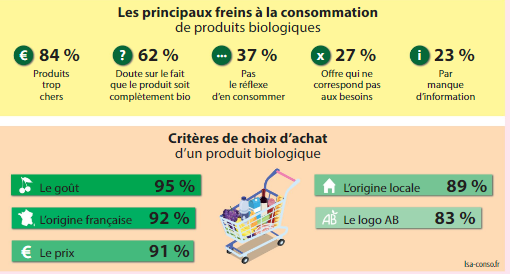 Les principaux freins à la consommation
de produits biologiques
€ 84 %
Produits
trop
chers
? 62 %
Doute sur le fait
que le produit soit
complètement bio
... 37 %
Pas
le réflexe
d'en consommer
x 27 %
Offre qui ne
correspond pas
aux besoins
i 23 %
Par
manque
d'information
Critères de choix d'achat
d'un produit biologique
Le goût 95 %
L'origine française 92 %
€ Le prix 91 %
L'origine locale 89 %
AB Le logo AB 83 %
lsa-conso.fr